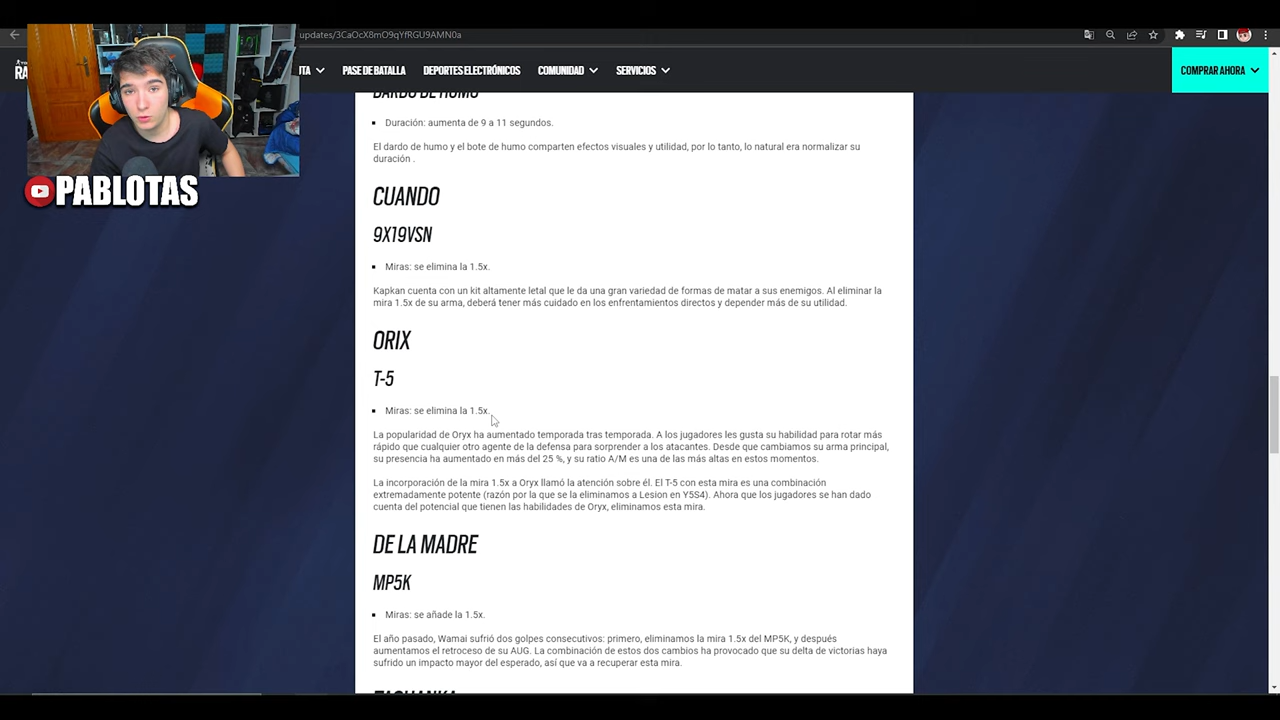 updates/3CaOcX8mO9qYfRGU9AMN0a
RA
UTA
PASE DE BATALLA
DEPORTES ELECTRÓNICOS
COMUNIDAD
SERVICIOS
COMPRAR AHORA
PABLOTAS
DARDO DE HUMO
Duración: aumenta de 9 a 11 segundos.
El dardo de humo y el bote de humo comparten efectos visuales y utilidad, por lo tanto, lo natural era normalizar su
duración .
CUANDO
9X19VSN
Miras: se elimina la 1.5x.
Kapkan cuenta con un kit altamente letal que le da una gran variedad de formas de matar a sus enemigos. Al eliminar la
mira 1.5x de su arma, deberá tener más cuidado en los enfrentamientos directos y depender más de su utilidad.
ORIX
T-5
Miras: se elimina la 1.5x.
La popularidad de Oryx ha aumentado temporada tras temporada. A los jugadores les gusta su habilidad para rotar más
rápido que cualquier otro agente de la defensa para sorprender a los atacantes. Desde que cambiamos su arma principal,
su presencia ha aumentado en más del 25 %, y su ratio A/M es una de las más altas en estos momentos.
La incorporación de la mira 1.5x a Oryx llamó la atención sobre él. El T-5 con esta mira es una combinación
extremadamente potente (razón por la que se la eliminamos a Lesion en Y5S4). Ahora que los jugadores se han dado
cuenta del potencial que tienen las habilidades de Oryx, eliminamos esta mira.
DE LA MADRE
MP5K
Miras: se añade la 1.5x.
El año pasado, Wamai sufrió dos golpes consecutivos: primero, eliminamos la mira 1.5x del MP5K, y después
aumentamos el retroceso de su AUG. La combinación de estos dos cambios ha provocado que su delta de victorias haya
sufrido un impacto mayor del esperado, así que va a recuperar esta mira.
TACHANKA